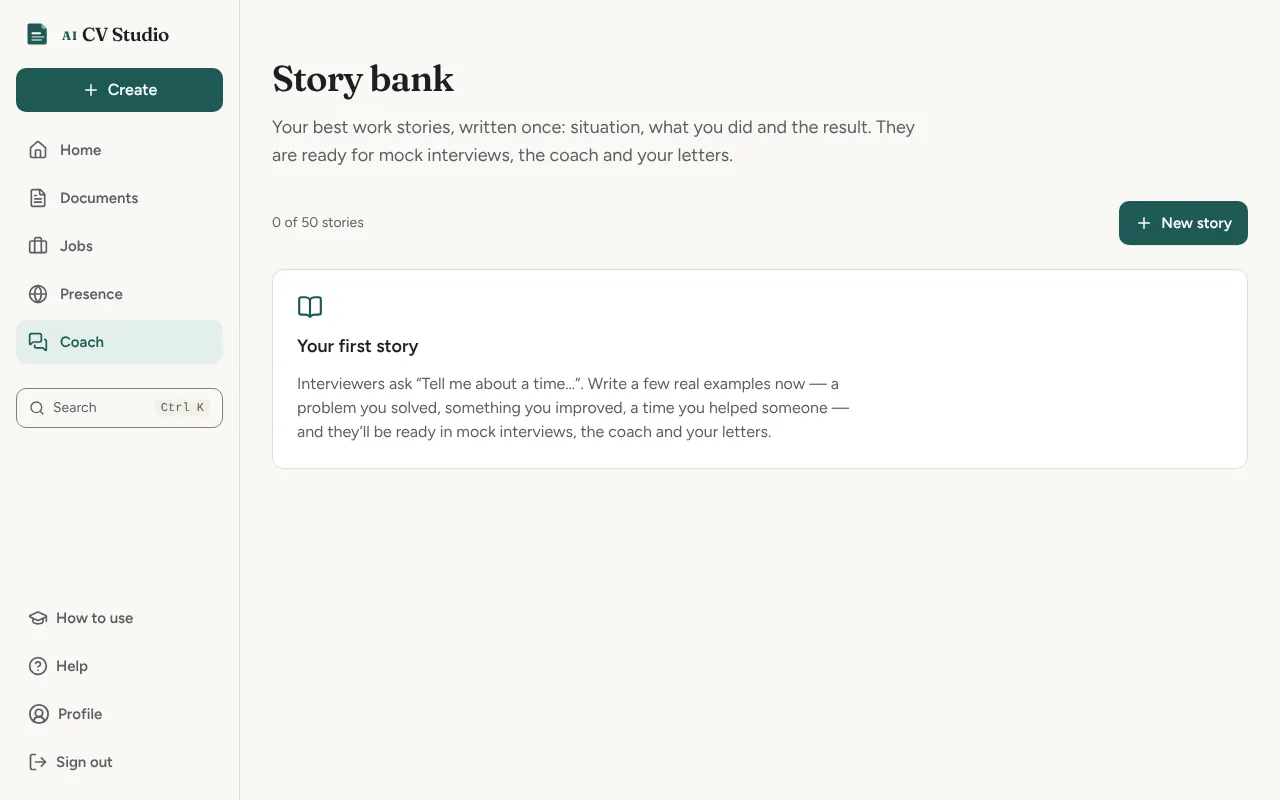 AI CV Studio
Create
Home
Documents
Jobs
Presence
Coach
Search Ctrl K
How to use
Help
Profile
Sign out
Story bank
Your best work stories, written once: situation, what you did and the result. They
are ready for mock interviews, the coach and your letters.
0 of 50 stories
New story
Your first story
Interviewers ask “Tell me about a time…”. Write a few real examples now — a
problem you solved, something you improved, a time you helped someone —
and they’ll be ready in mock interviews, the coach and your letters.